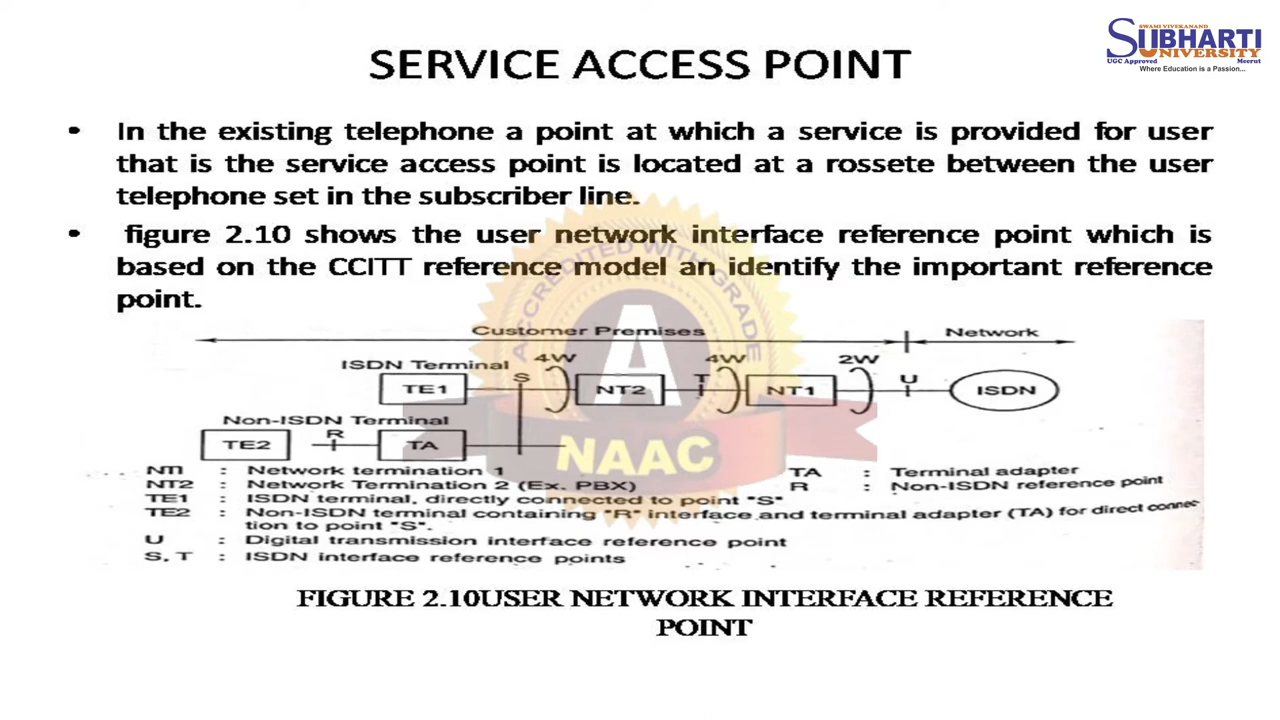 SWAMI VIVEKANAND
SUBHARTI
UNIVERSITY
UGC Approved Meerut
Where Education is a Passion...
SERVICE ACCESS POINT
• In the existing telephone a point at which a service is provided for user
that is the service access point is located at a rossete between the user
telephone set in the subscriber line.
• figure 2.10 shows the user network interface reference point which is
based on the CCITT reference model an identify the important reference
point.
ACCREDITED WITH GRADE
A
NAAC
Customer Premises Network
ISDN Terminal 4W 4W 2W
TE1 S NT2 T NT1 U ISDN
Non-ISDN Terminal
TE2 R TA
NTI : Network termination 1 TA : Terminal adapter
NT2 : Network Termination 2 (Ex. PBX) R : Non-ISDN reference point
TE1 : ISDN terminal, directly connected to point "S"
TE2 : Non-ISDN terminal containing "R" interface and terminal adapter (TA) for direct connec-
tion to point "S".
U : Digital transmission interface reference point
S, T : ISDN interface reference points
FIGURE 2.10USER NETWORK INTERFACE REFERENCE
POINT